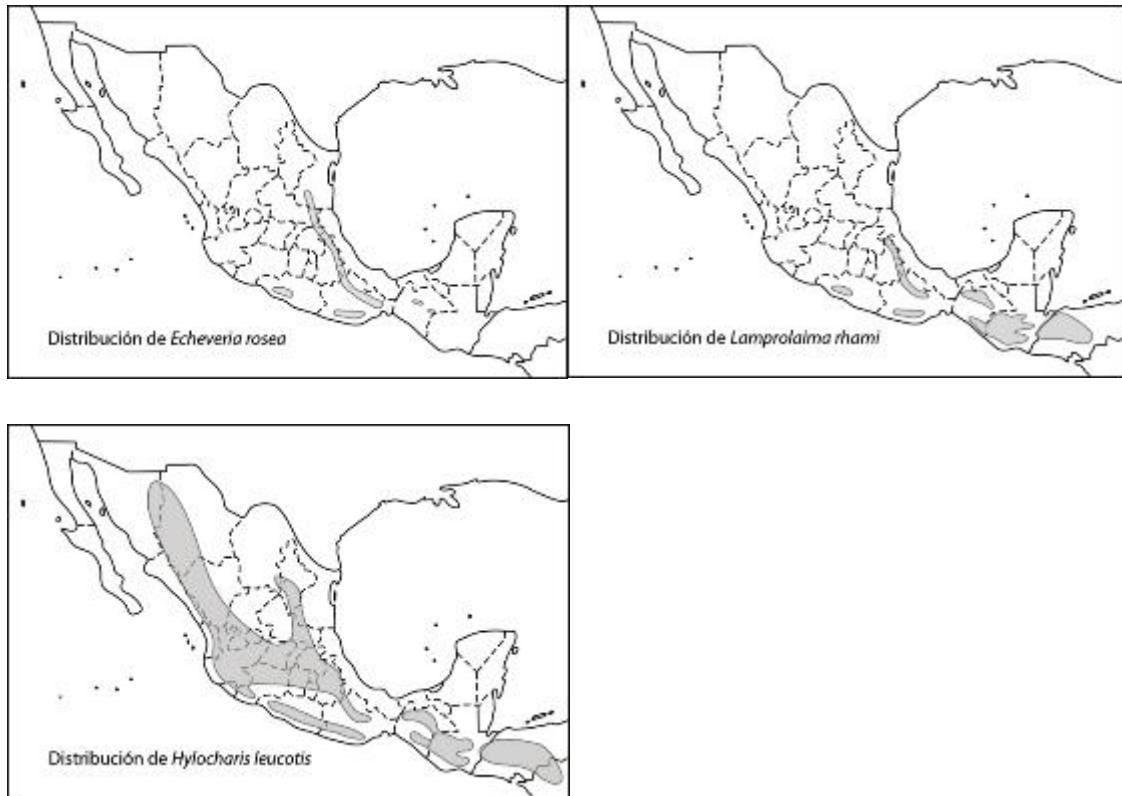 Distribución de Echeveria rosea
Distribución de Lamprolaima rhami
Distribución de Hylocharis leucotis